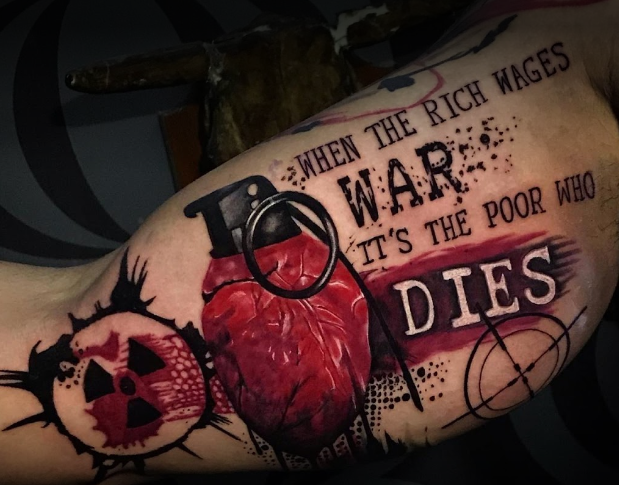 WHEN THE RICH WAGES
WAR
IT'S THE POOR WHO
DIES